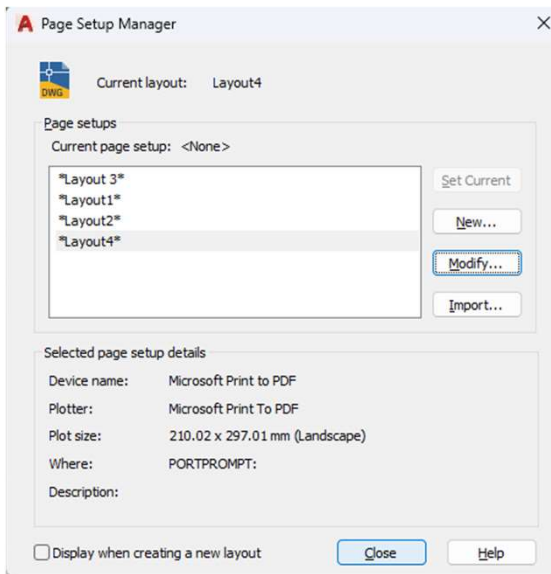 Page Setup Manager
DWG
Current layout: Layout4
Page setups
Current page setup: <None>
*Layout 3*
*Layout1*
*Layout2*
*Layout4*
Set Current
New...
Modify...
Import...
Selected page setup details
Device name: Microsoft Print to PDF
Plotter: Microsoft Print To PDF
Plot size: 210.02 x 297.01 mm (Landscape)
Where: PORTPROMPT:
Description:
Display when creating a new layout
Close
Help